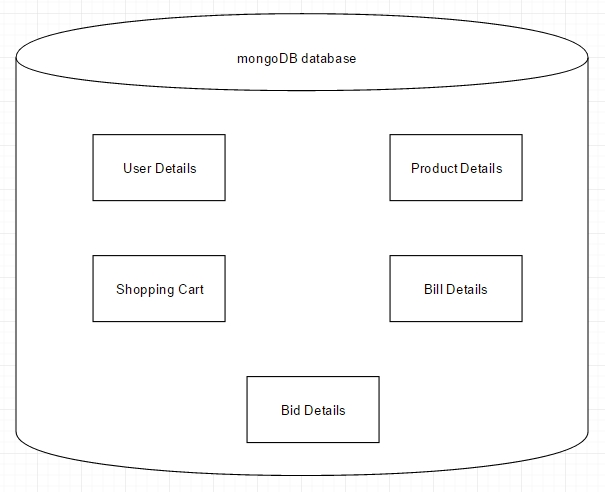 mongoDB database
User Details
Product Details
Shopping Cart
Bill Details
Bid Details